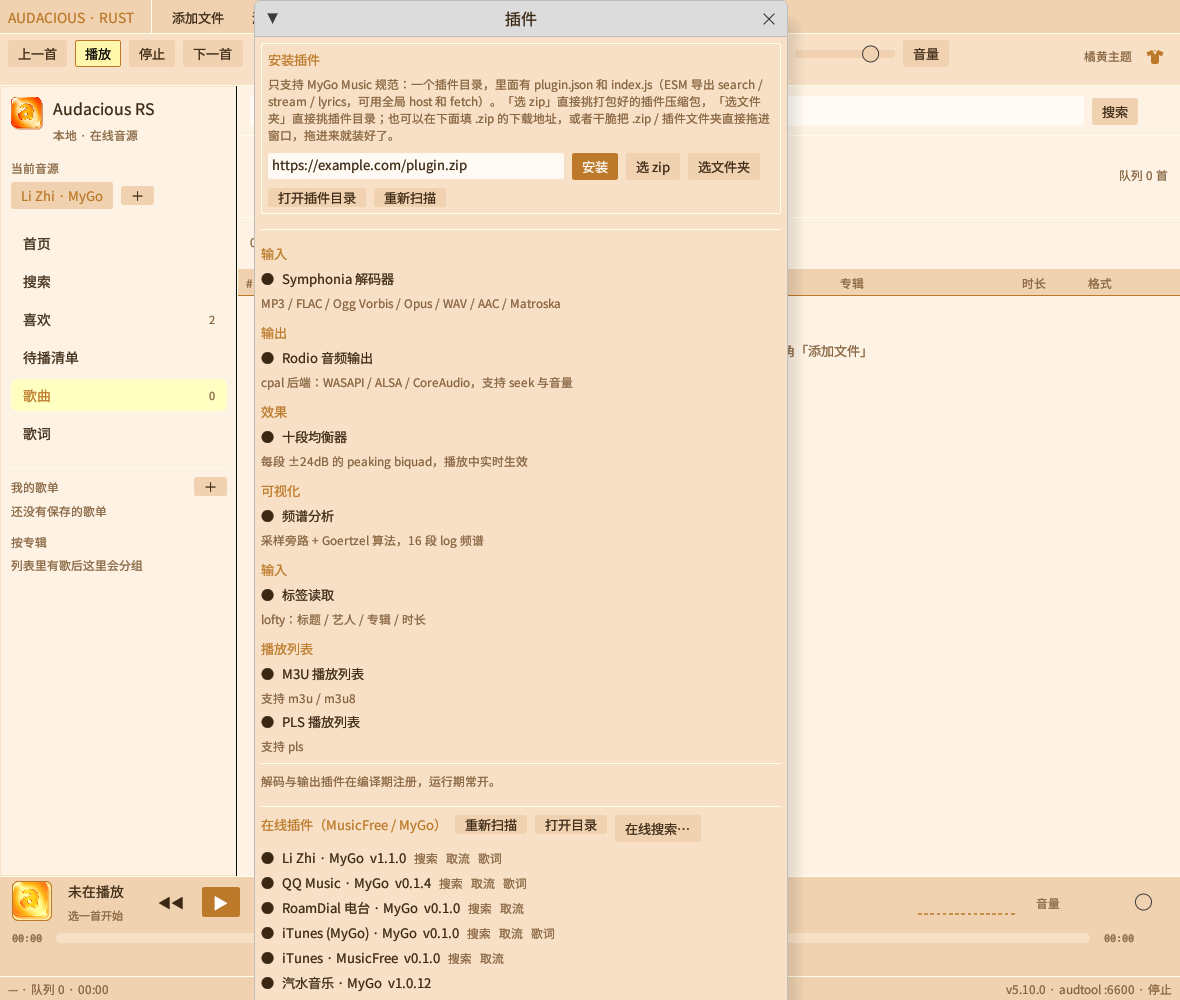 AUDACIOUS · RUST
添加文件
上一首
播放
停止
下一首
音量
橘黄主题
Audacious RS
本地 · 在线音源
当前音源
Li Zhi · MyGo
+
首页
搜索
喜欢 2
待播清单
歌曲 0
歌词
我的歌单
+
还没有保存的歌单
按专辑
列表里有歌后这里会分组
搜索
队列 0 首
#
专辑
时长
格式
「添加文件」
▼ 插件
安装插件
只支持 MyGo Music 规范：一个插件目录，里面有 plugin.json 和 index.js（ESM 导出 search /
stream / lyrics，可用全局 host 和 fetch）。「选 zip」直接挑打包好的插件压缩包，「选文件
夹」直接挑插件目录；也可以在下面填 .zip 的下载地址，或者干脆把 .zip / 插件文件夹直接拖进
窗口，拖进来就装好了。
https://example.com/plugin.zip
安装
选 zip
选文件夹
打开插件目录
重新扫描
输入
Symphonia 解码器
MP3 / FLAC / Ogg Vorbis / Opus / WAV / AAC / Matroska
输出
Rodio 音频输出
cpal 后端：WASAPI / ALSA / CoreAudio，支持 seek 与音量
效果
十段均衡器
每段 ±24dB 的 peaking biquad，播放中实时生效
可视化
频谱分析
采样旁路 + Goertzel 算法，16 段 log 频谱
输入
标签读取
lofty：标题 / 艺人 / 专辑 / 时长
播放列表
M3U 播放列表
支持 m3u / m3u8
PLS 播放列表
支持 pls
解码与输出插件在编译期注册，运行期常开。
在线插件（MusicFree / MyGo）
重新扫描
打开目录
在线搜索…
Li Zhi · MyGo v1.1.0 搜索 取流 歌词
QQ Music · MyGo v0.1.4 搜索 取流 歌词
RoamDial 电台 · MyGo v0.1.0 搜索 取流
iTunes (MyGo) · MyGo v0.1.0 搜索 取流 歌词
iTunes · MusicFree v0.1.0 搜索 取流
汽水音乐 · MyGo v1.0.12
未在播放
选一首开始
音量
00:00
00:00
— · 队列 0 · 00:00
v5.10.0 · audtool :6600 · 停止